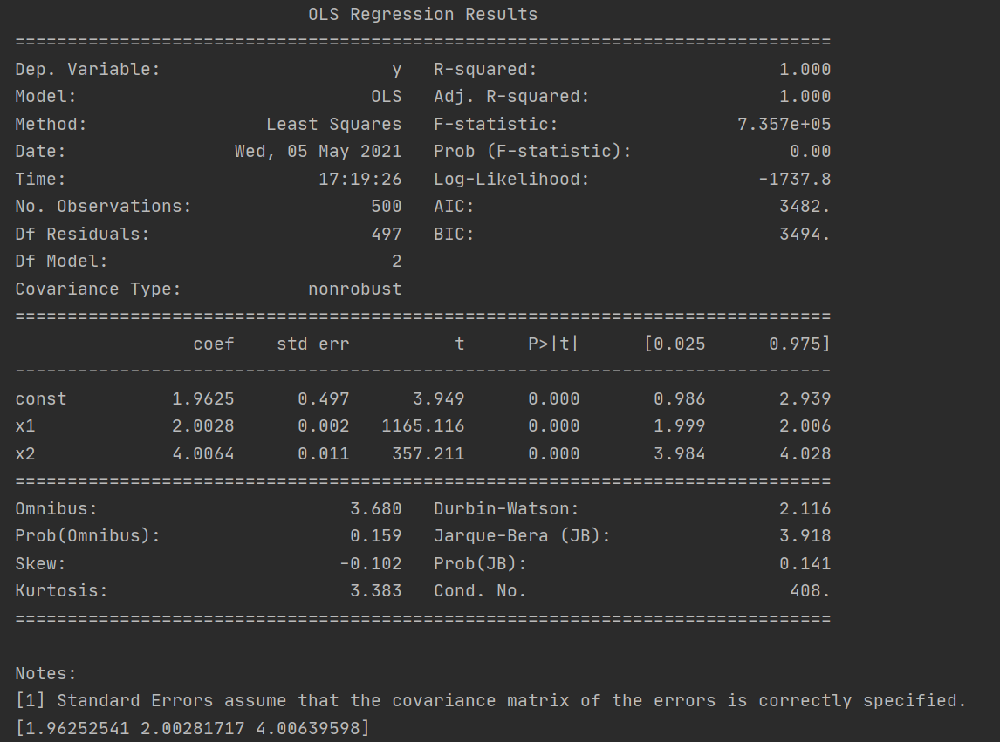 OLS Regression Results
==============================================================================
Dep. Variable:                      y   R-squared:                       1.000
Model:                            OLS   Adj. R-squared:                  1.000
Method:                 Least Squares   F-statistic:                 7.357e+05
Date:                Wed, 05 May 2021   Prob (F-statistic):               0.00
Time:                        17:19:26   Log-Likelihood:                -1737.8
No. Observations:                 500   AIC:                             3482.
Df Residuals:                     497   BIC:                             3494.
Df Model:                           2
Covariance Type:            nonrobust
==============================================================================
                 coef    std err          t      P>|t|      [0.025      0.975]
------------------------------------------------------------------------------
const          1.9625      0.497      3.949      0.000       0.986       2.939
x1             2.0028      0.002   1165.116      0.000       1.999       2.006
x2             4.0064      0.011    357.211      0.000       3.984       4.028
==============================================================================
Omnibus:                        3.680   Durbin-Watson:                   2.116
Prob(Omnibus):                  0.159   Jarque-Bera (JB):                3.918
Skew:                          -0.102   Prob(JB):                        0.141
Kurtosis:                       3.383   Cond. No.                         408.
==============================================================================
Notes:
[1] Standard Errors assume that the covariance matrix of the errors is correctly specified.
[1.96252541 2.00281717 4.00639598]